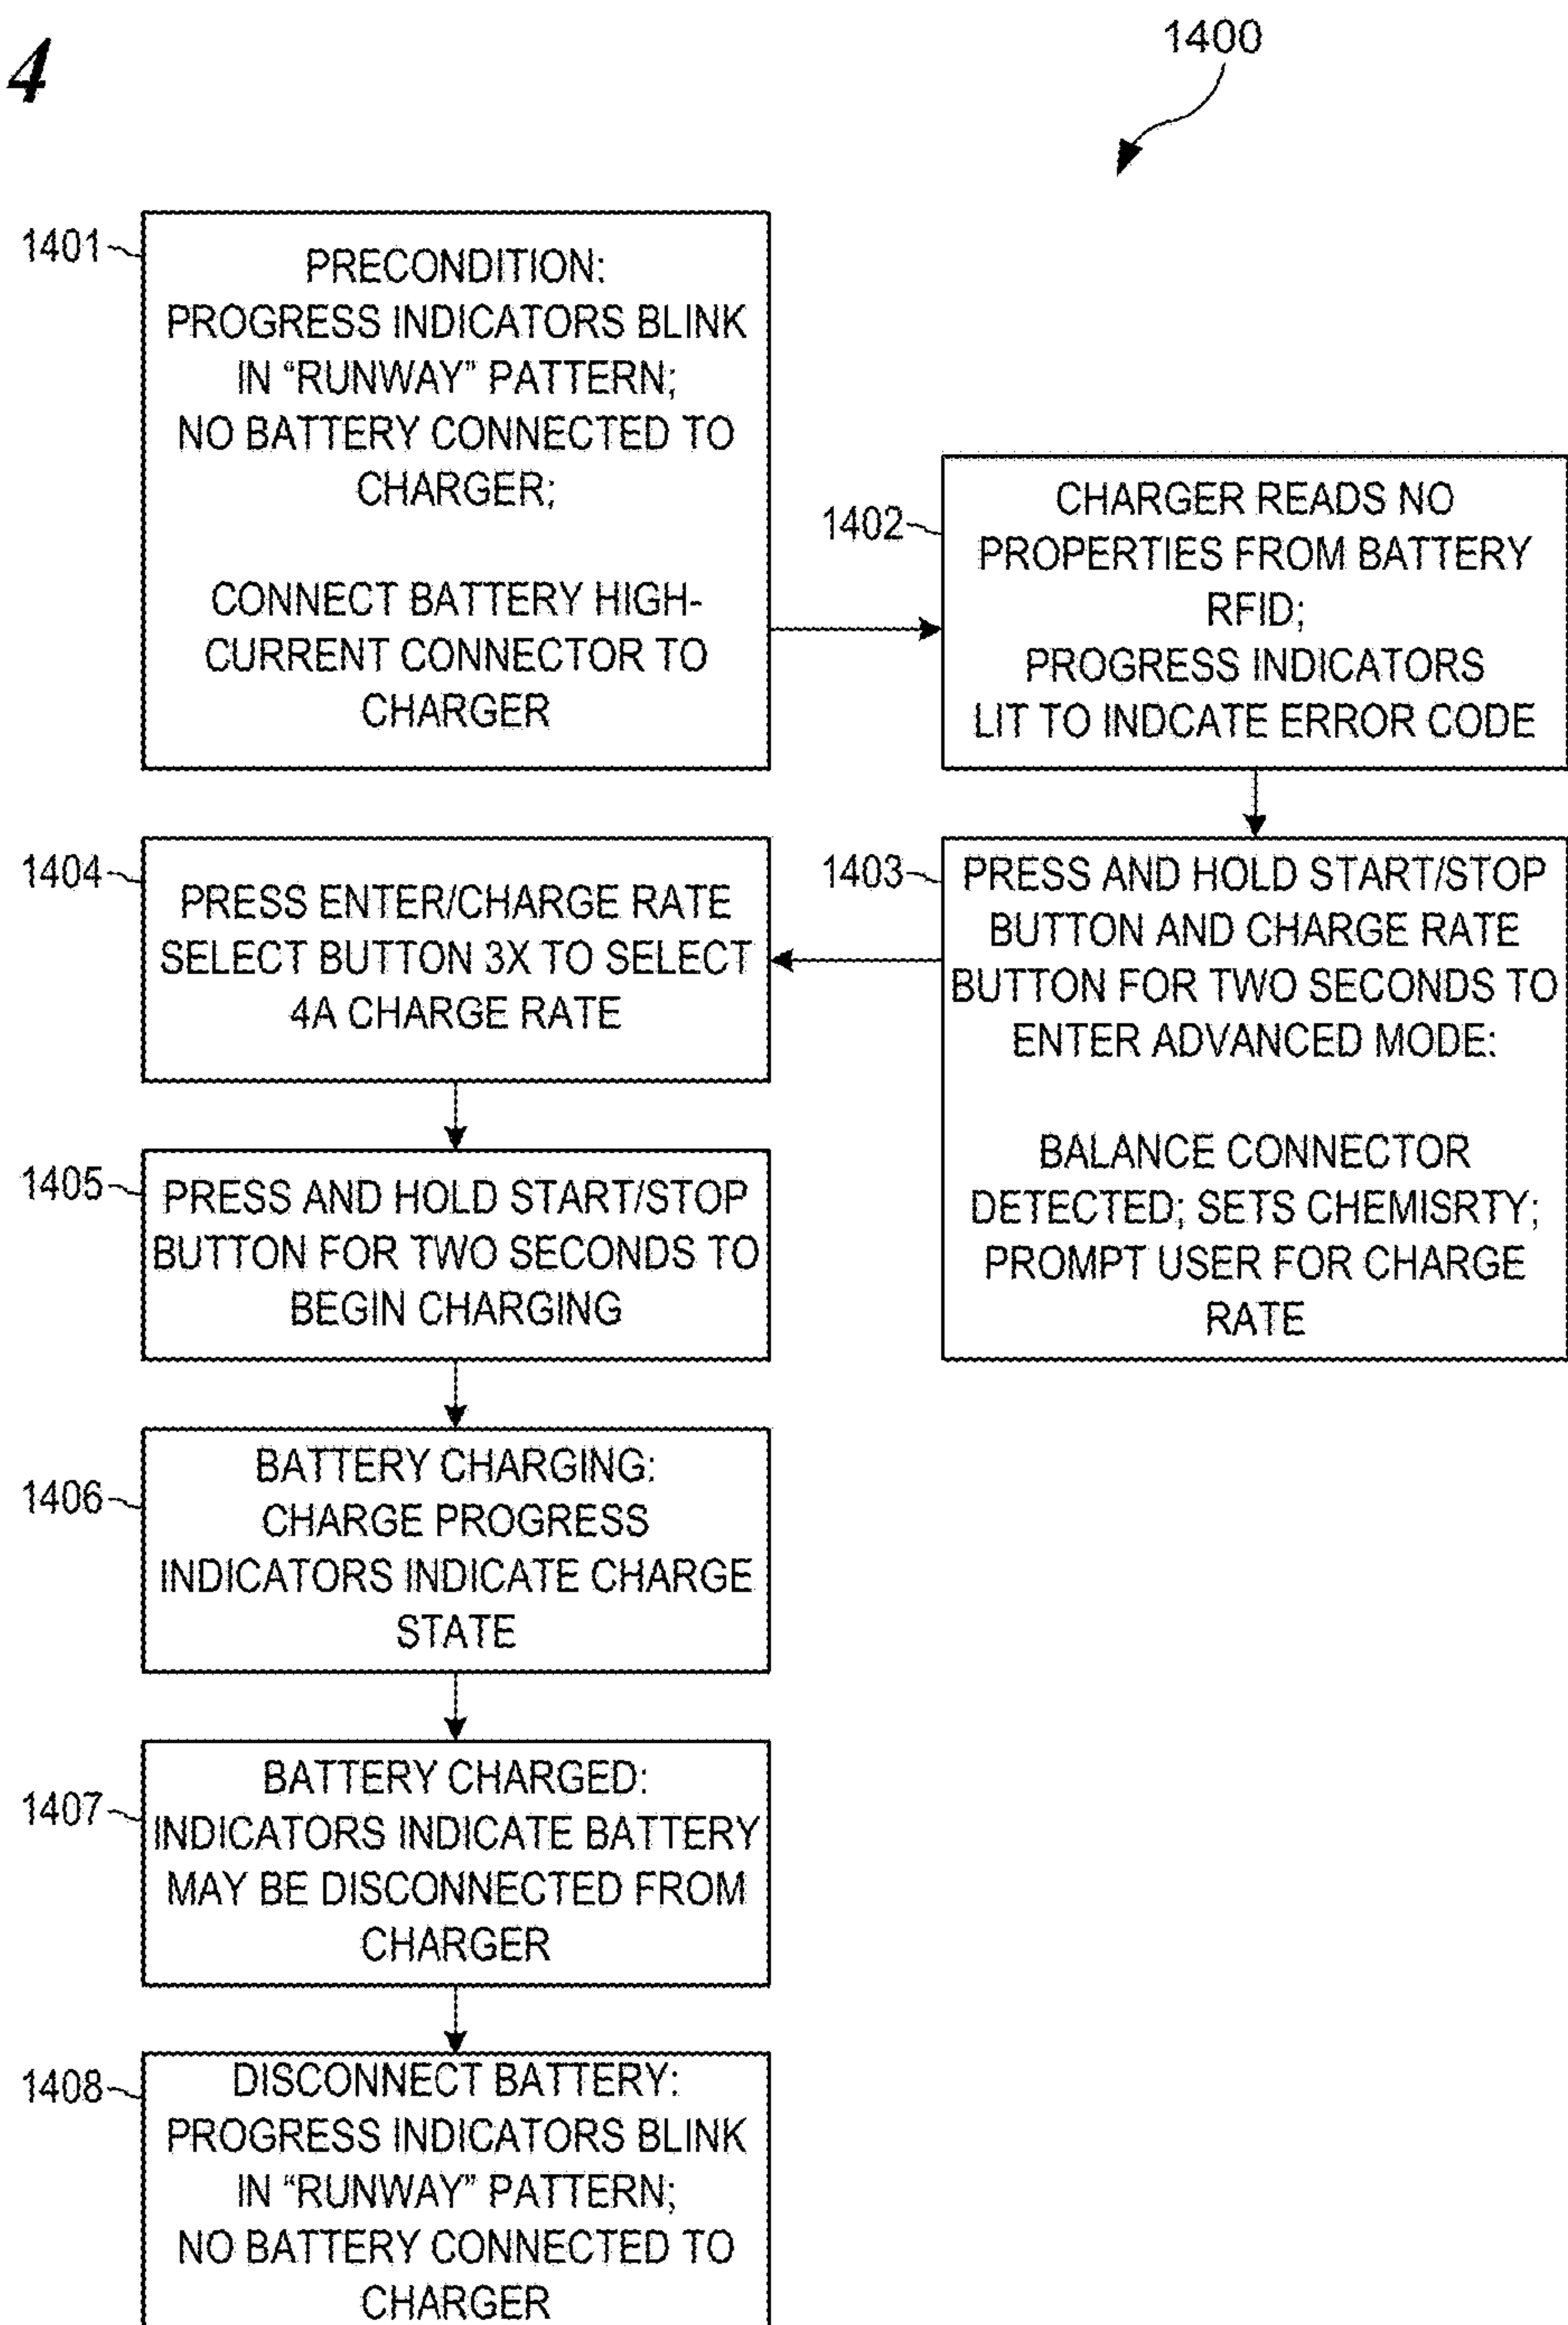 4
1400
1401
PRECONDITION:
PROGRESS INDICATORS BLINK
IN “RUNWAY” PATTERN;
NO BATTERY CONNECTED TO
CHARGER;
CONNECT BATTERY HIGH-
CURRENT CONNECTOR TO
CHARGER
1402
CHARGER READS NO
PROPERTIES FROM BATTERY
RFID;
PROGRESS INDICATORS
LIT TO INDCATE ERROR CODE
1403
PRESS AND HOLD START/STOP
BUTTON AND CHARGE RATE
BUTTON FOR TWO SECONDS TO
ENTER ADVANCED MODE:
BALANCE CONNECTOR
DETECTED; SETS CHEMISRTY;
PROMPT USER FOR CHARGE
RATE
1404
PRESS ENTER/CHARGE RATE
SELECT BUTTON 3X TO SELECT
4A CHARGE RATE
1405
PRESS AND HOLD START/STOP
BUTTON FOR TWO SECONDS TO
BEGIN CHARGING
1406
BATTERY CHARGING:
CHARGE PROGRESS
INDICATORS INDICATE CHARGE
STATE
1407
BATTERY CHARGED:
INDICATORS INDICATE BATTERY
MAY BE DISCONNECTED FROM
CHARGER
1408
DISCONNECT BATTERY:
PROGRESS INDICATORS BLINK
IN “RUNWAY” PATTERN;
NO BATTERY CONNECTED TO
CHARGER